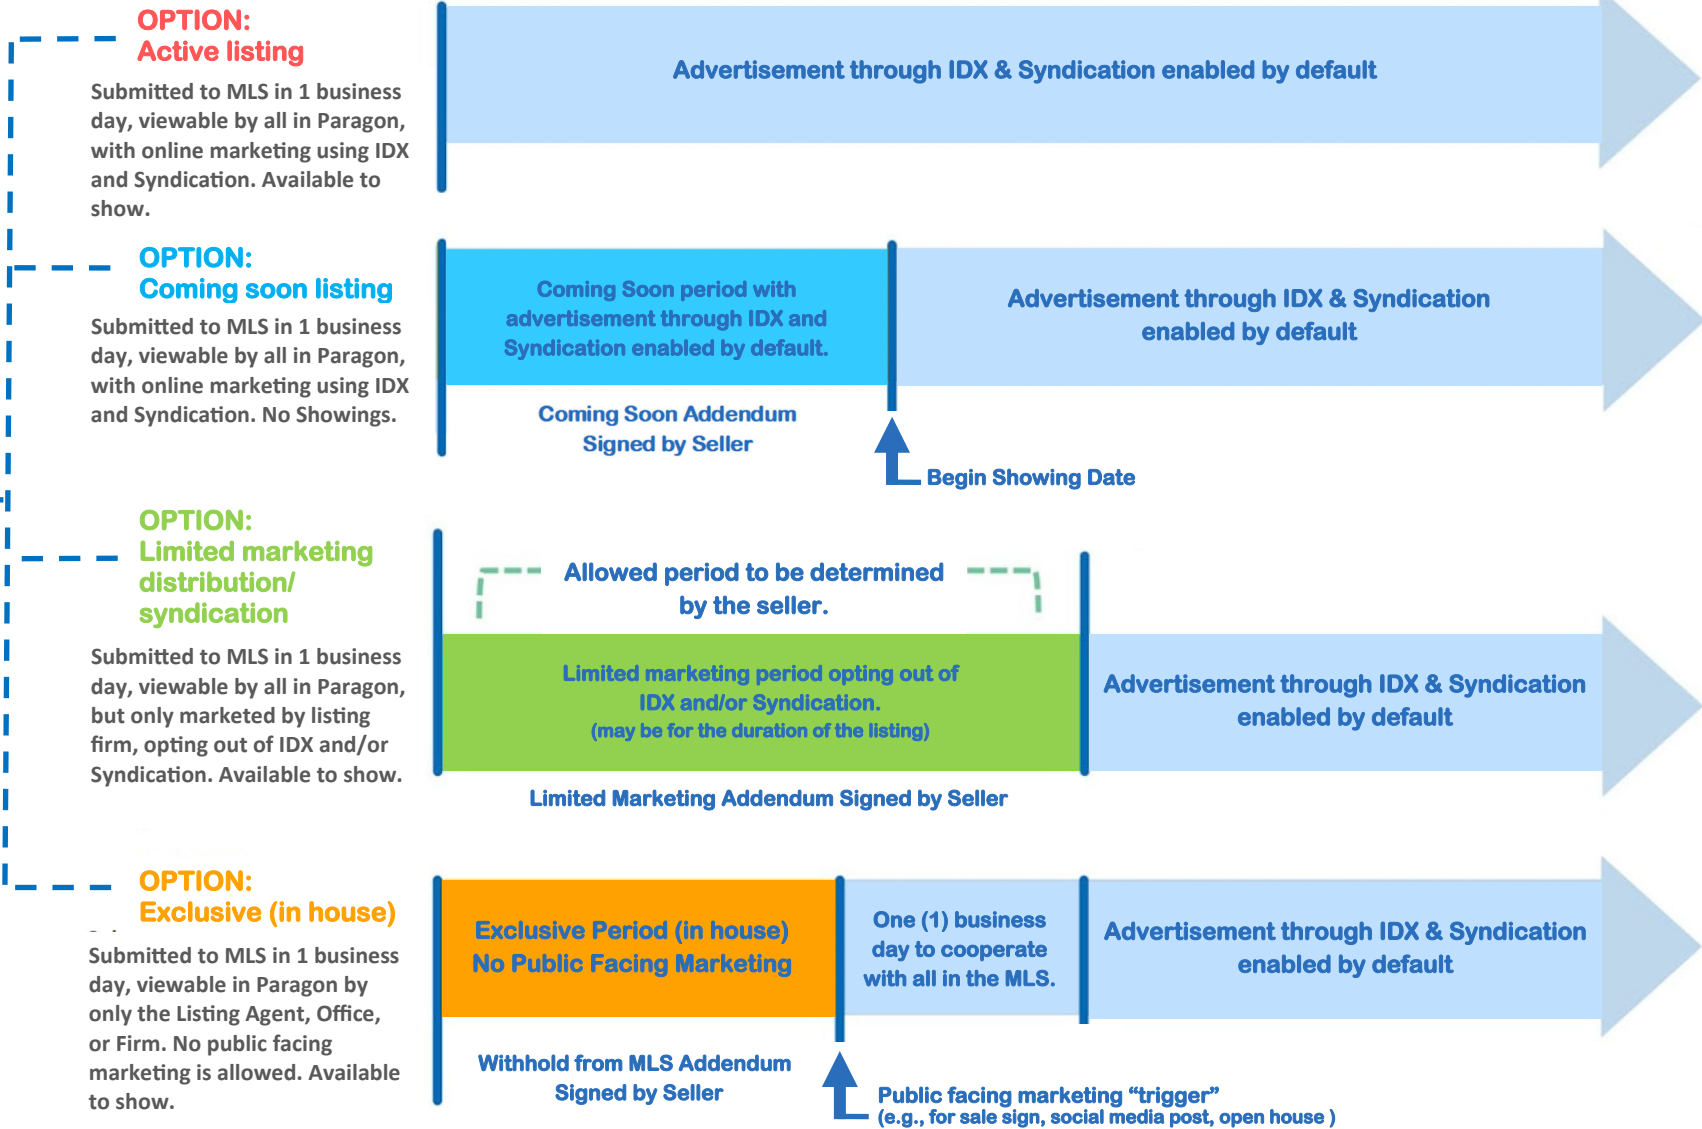 OPTION:
Active listing
Submitted to MLS in 1 business
day, viewable by all in Paragon,
with online marketing using IDX
and Syndication. Available to
show.
Advertisement through IDX & Syndication enabled by default
OPTION:
Coming soon listing
Submitted to MLS in 1 business
day, viewable by all in Paragon,
with online marketing using IDX
and Syndication. No Showings.
Coming Soon period with
advertisement through IDX and
Syndication enabled by default.
Coming Soon Addendum
Signed by Seller
Advertisement through IDX & Syndication
enabled by default
Begin Showing Date
OPTION:
Limited marketing
distribution/
syndication
Submitted to MLS in 1 business
day, viewable by all in Paragon,
but only marketed by listing
firm, opting out of IDX and/or
Syndication. Available to show.
Allowed period to be determined
by the seller.
Limited marketing period opting out of
IDX and/or Syndication.
(may be for the duration of the listing)
Limited Marketing Addendum Signed by Seller
Advertisement through IDX & Syndication
enabled by default
OPTION:
Exclusive (in house)
Submitted to MLS in 1 business
day, viewable in Paragon by
only the Listing Agent, Office,
or Firm. No public facing
marketing is allowed. Available
to show.
Exclusive Period (in house)
No Public Facing Marketing
Withhold from MLS Addendum
Signed by Seller
One (1) business
day to cooperate
with all in the MLS.
Advertisement through IDX & Syndication
enabled by default
Public facing marketing “trigger”
(e.g., for sale sign, social media post, open house )